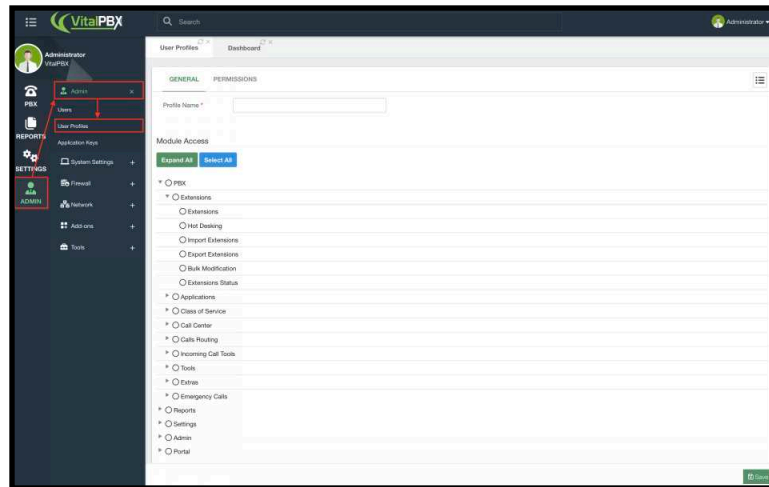 VitalPBX
Search
Administrator
Administrator
VitalPBX
PBX
REPORTS
SETTINGS
ADMIN
Admin
Users
User Profiles
Application Keys
System Settings
Firewall
Network
Add-ons
Tools
User Profiles
Dashboard
GENERAL PERMISSIONS
Profile Name *
Module Access
Expand All Select All
PBX
Extensions
Extensions
Hot Desking
Import Extensions
Export Extensions
Bulk Modification
Extensions Status
Applications
Class of Service
Call Center
Calls Routing
Incoming Call Tools
Tools
Extras
Emergency Calls
Reports
Settings
Admin
Portal
Save